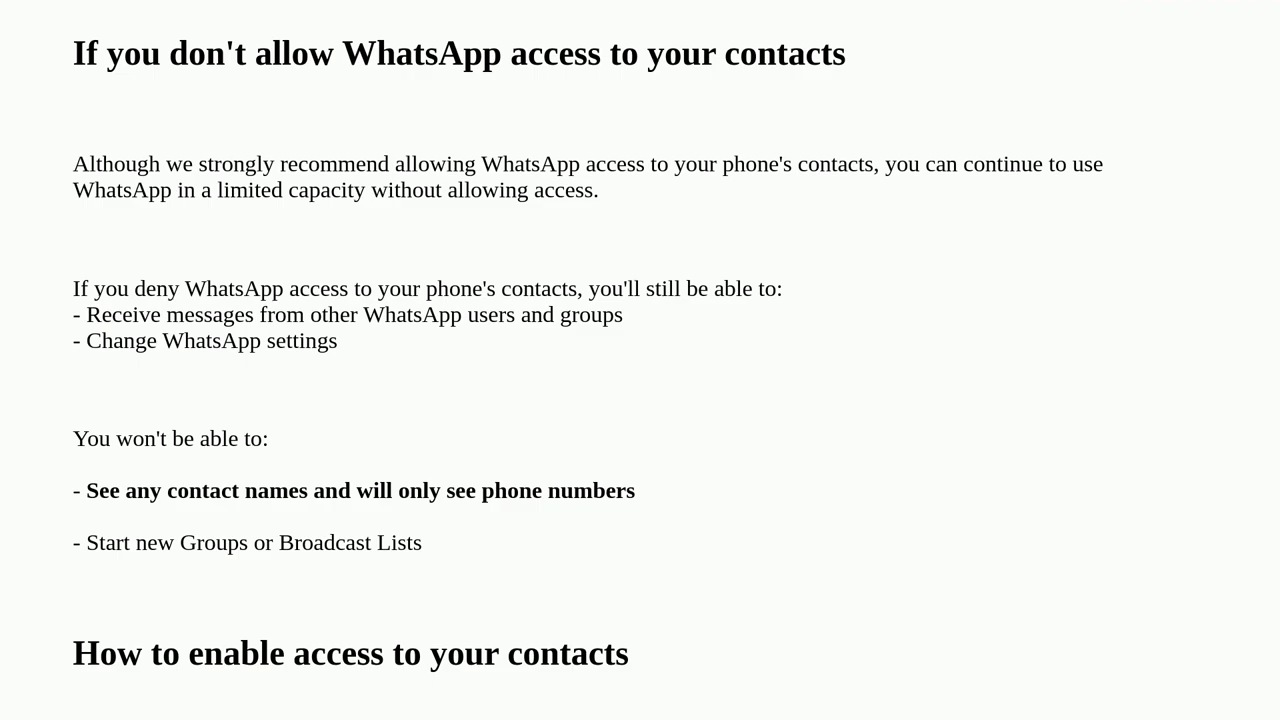 If you don't allow WhatsApp access to your contacts
Although we strongly recommend allowing WhatsApp access to your phone's contacts, you can continue to use
WhatsApp in a limited capacity without allowing access.
If you deny WhatsApp access to your phone's contacts, you'll still be able to:
- Receive messages from other WhatsApp users and groups
- Change WhatsApp settings
You won't be able to:
- See any contact names and will only see phone numbers
- Start new Groups or Broadcast Lists
How to enable access to your contacts